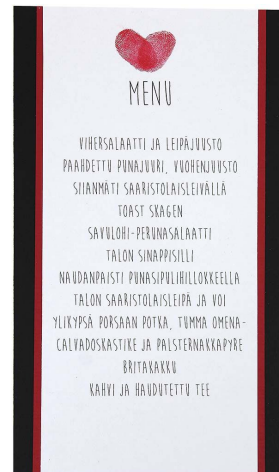 MENU
VIHERSALAATTI JA LEIPÄJUUSTO
PAAHDETTU PUNAJUURI, VUOHENJUUSTO
SIIANMÄTI SAARISTOLAISLEIVÄLLÄ
TOAST SKAGEN
SAVULOHI-PERUNASALAATTI
TALON SINAPPISILLI
NAUDANPAISTI PUNASIPULIHILLOKKEELLA
TALON SAARISTOLAISLEIPÄ JA VOI
YLIKYPSÄ PORSAAN POTKA, TUMMA OMENA-
CALVADOSKASTIKE JA PALSTERNAKKAPYRE
BRITAKAKKU
KAHVI JA HAUDUTETTU TEE